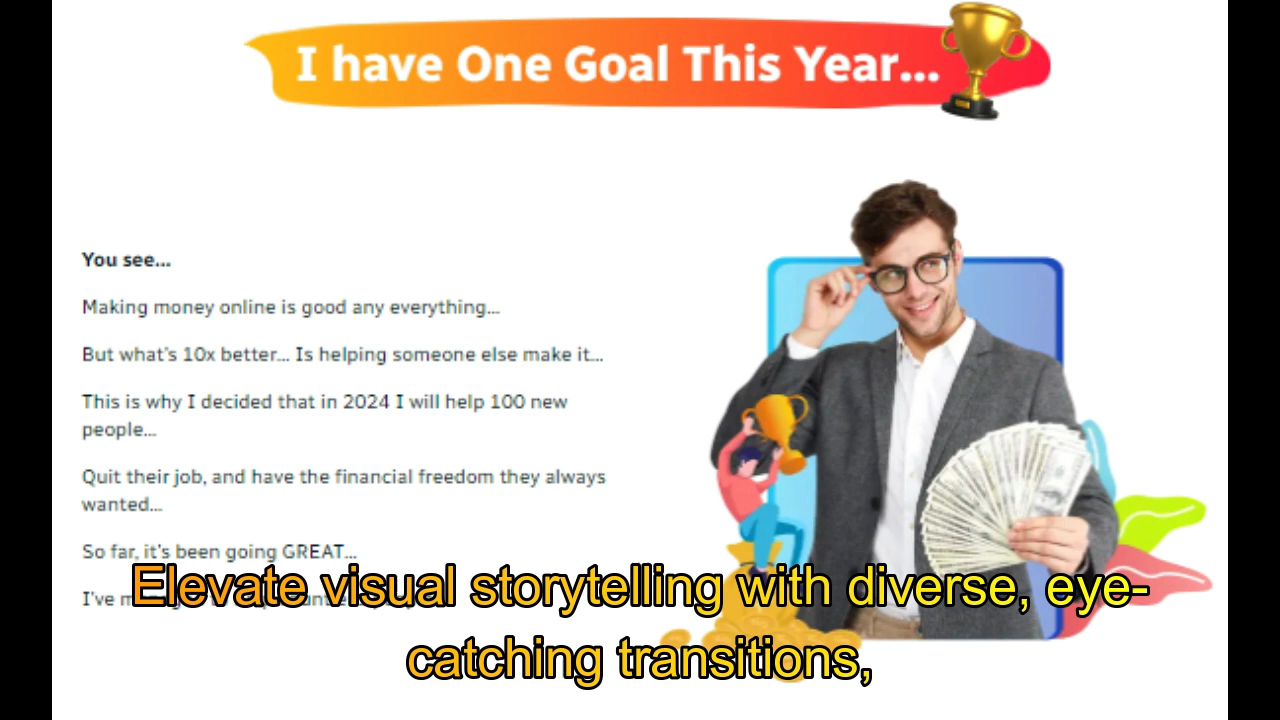 I have One Goal This Year...
You see...
Making money online is good any everything...
But what's 10x better... Is helping someone else make it...
This is why I decided that in 2024 I will help 100 new
people...
Quit their job, and have the financial freedom they always
wanted...
So far, it's been going GREAT...
I've
Elevate visual storytelling with diverse, eye-
catching transitions,